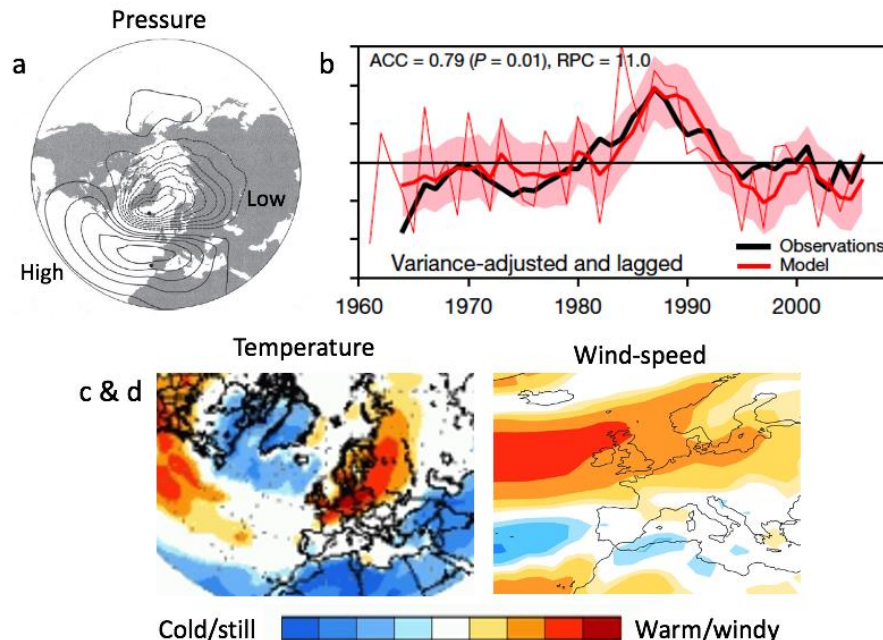 Pressure
a
Low
High
b
ACC = 0.79 (P = 0.01), RPC = 11.0
Variance-adjusted and lagged
Observations
Model
1960 1970 1980 1990 2000
Temperature
Wind-speed
c & d
Cold/still
Warm/windy